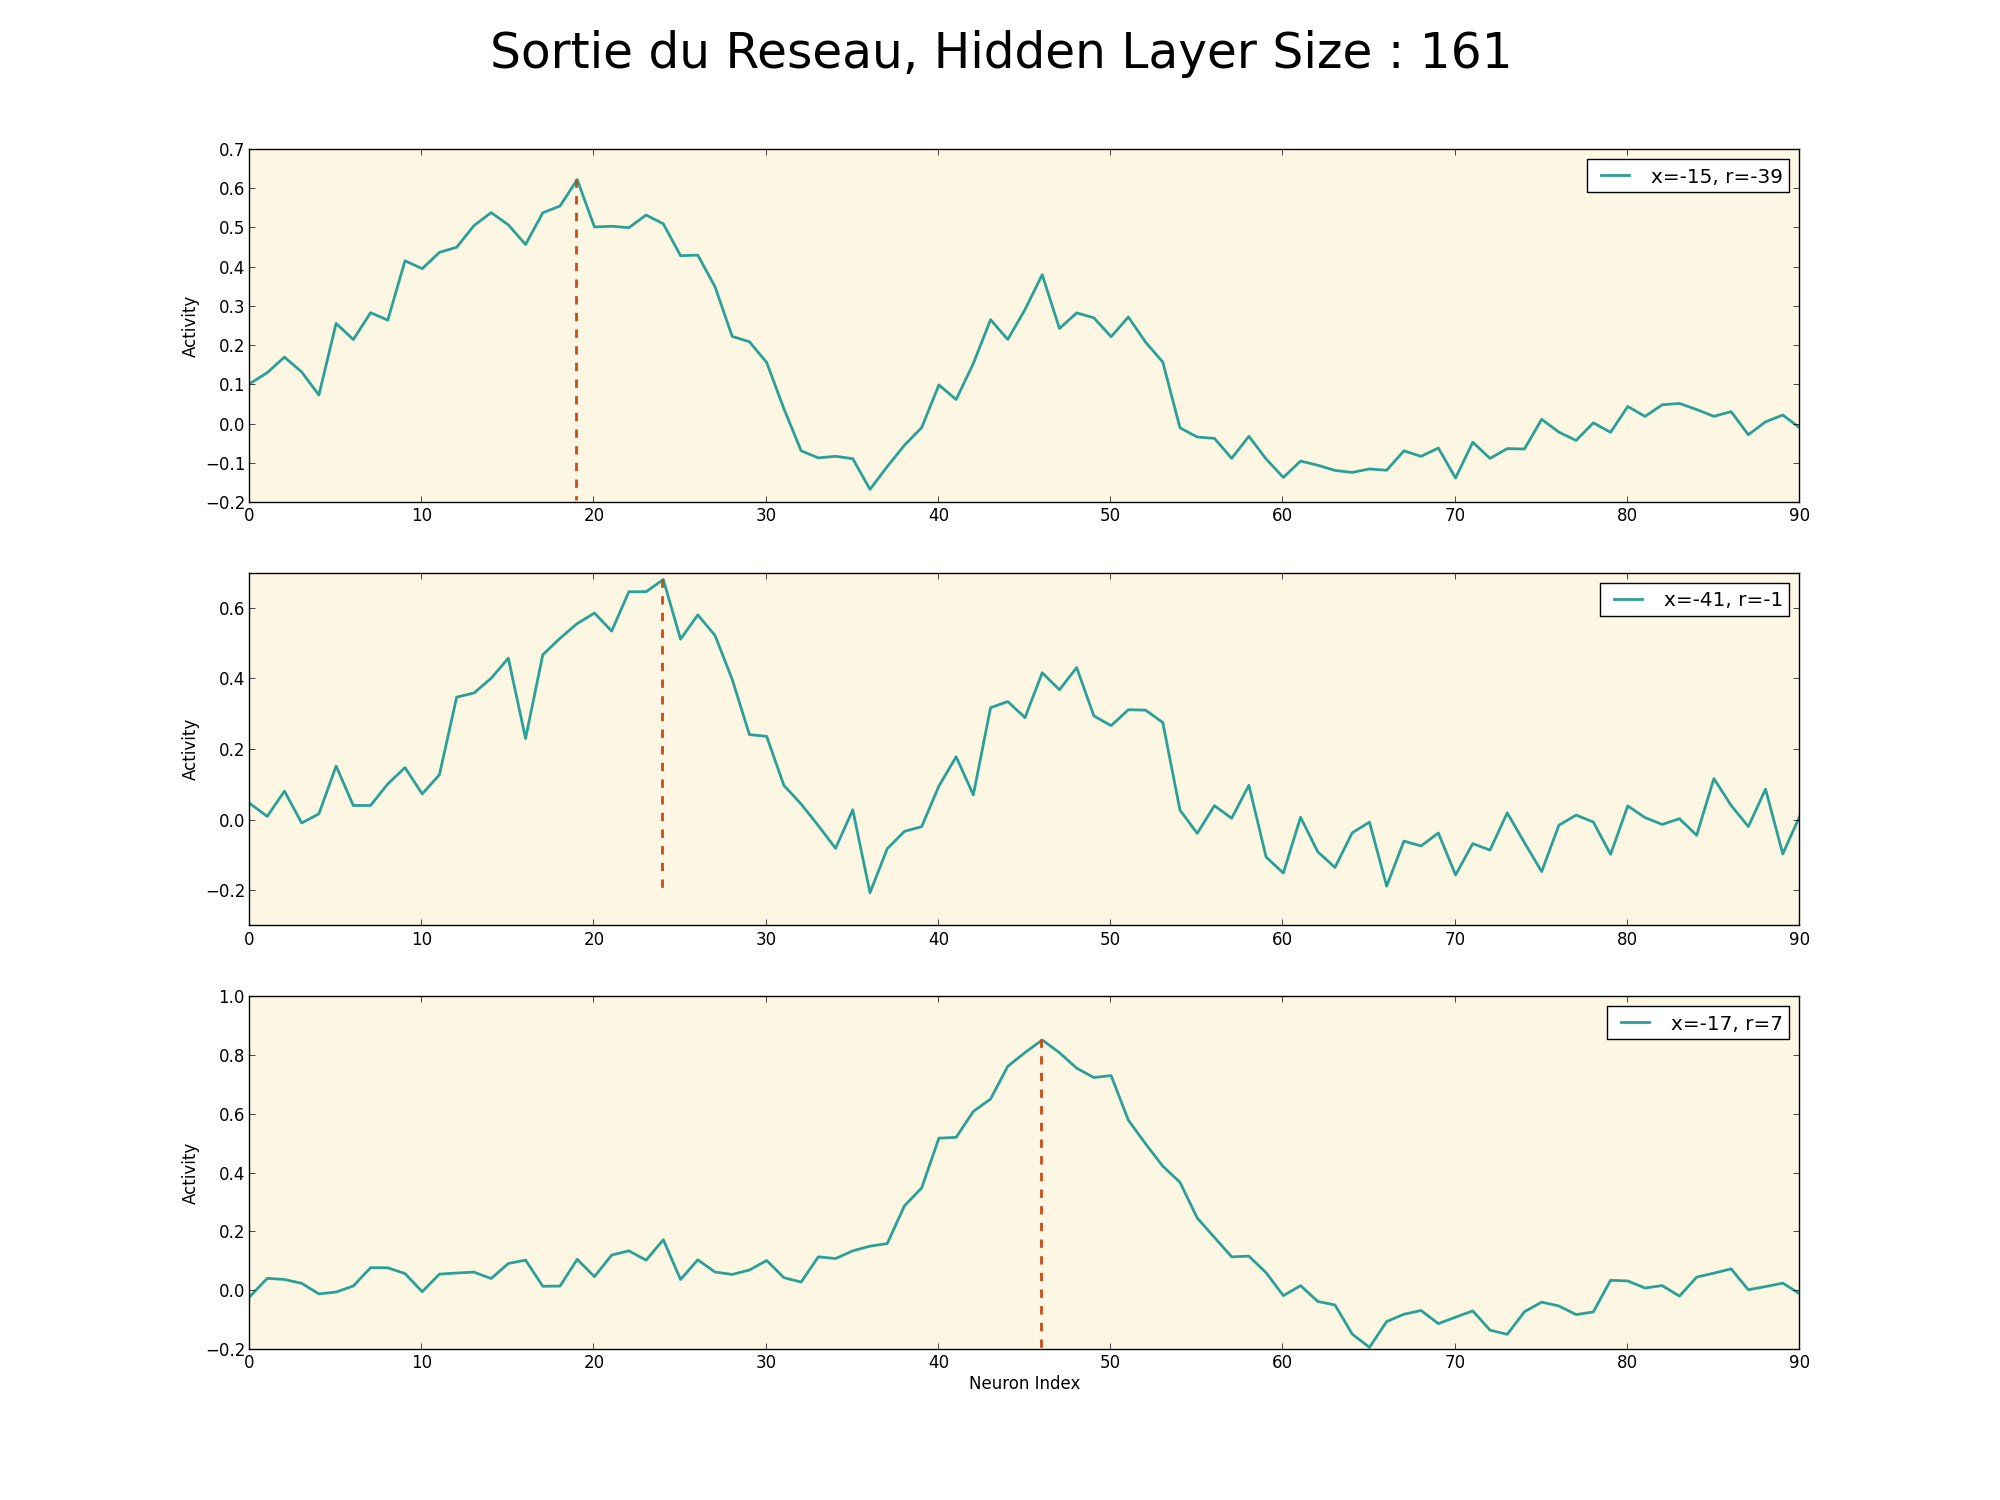 Sortie du Reseau, Hidden Layer Size : 161
0.7
0.6
0.5
0.4
0.3
0.2
0.1
0.0
−0.1
−0.2
Activity
x=-15, r=-39
0 10 20 30 40 50 60 70 80 90
0.6
0.4
0.2
0.0
−0.2
Activity
x=-41, r=-1
0 10 20 30 40 50 60 70 80 90
1.0
0.8
0.6
0.4
0.2
0.0
−0.2
Activity
x=-17, r=7
0 10 20 30 40 50 60 70 80 90
Neuron Index